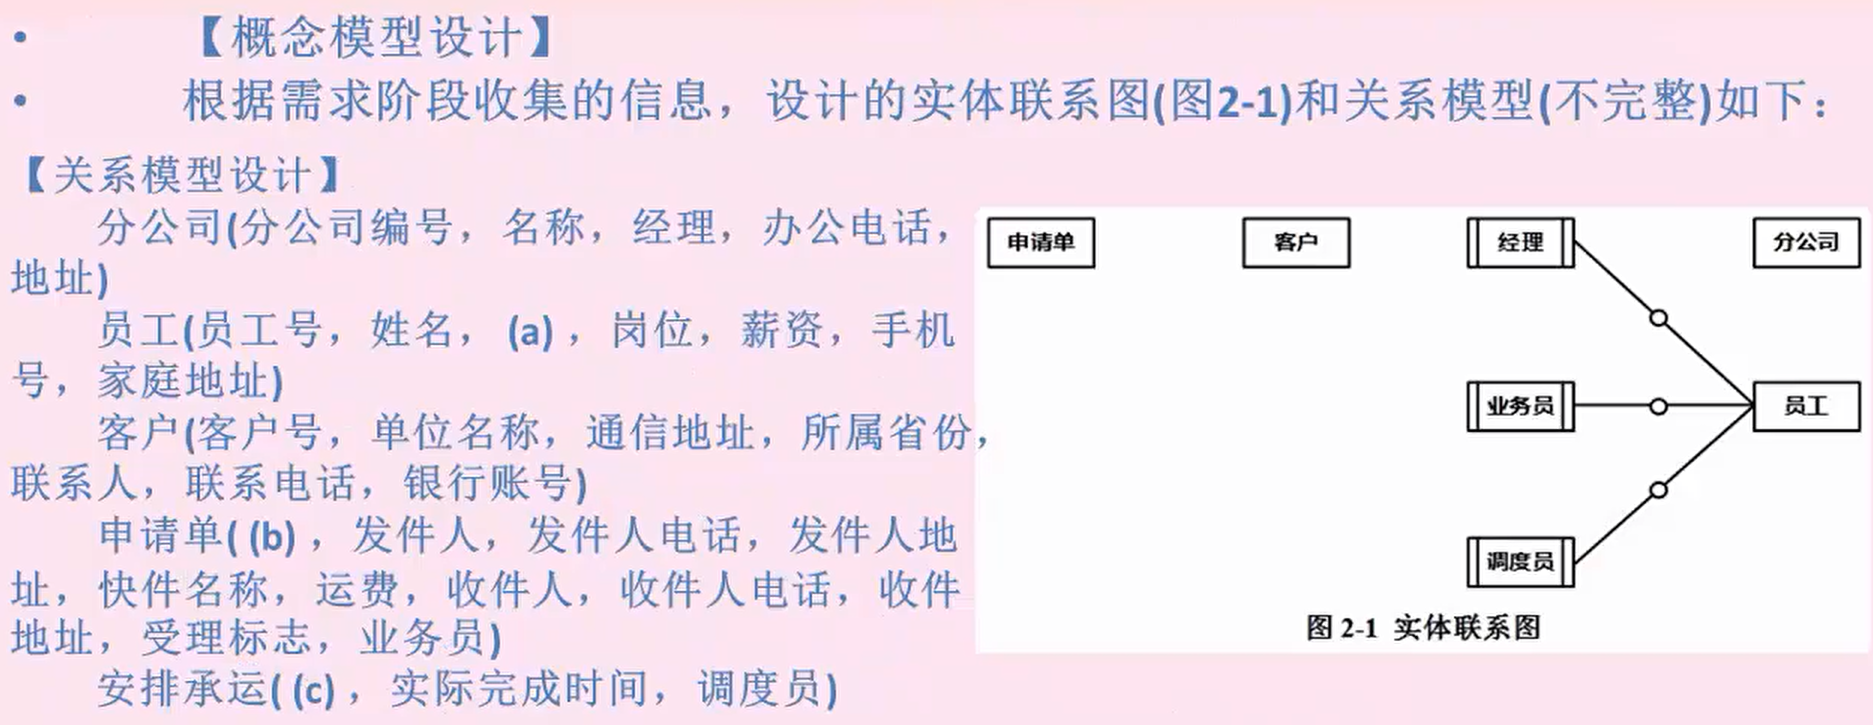 • 【概念模型设计】
• 根据需求阶段收集的信息，设计的实体联系图(图2-1)和关系模型(不完整)如下：
【关系模型设计】
分公司(分公司编号，名称，经理，办公电话，
地址)
员工(员工号，姓名， (a) ，岗位，薪资，手机
号，家庭地址)
客户(客户号，单位名称，通信地址，所属省份，
联系人，联系电话，银行账号)
申请单( (b) ，发件人，发件人电话，发件人地
址，快件名称，运费，收件人，收件人电话，收件
地址，受理标志，业务员)
安排承运( (c) ，实际完成时间，调度员)
申请单
客户
经理
分公司
业务员
员工
调度员
图 2-1 实体联系图